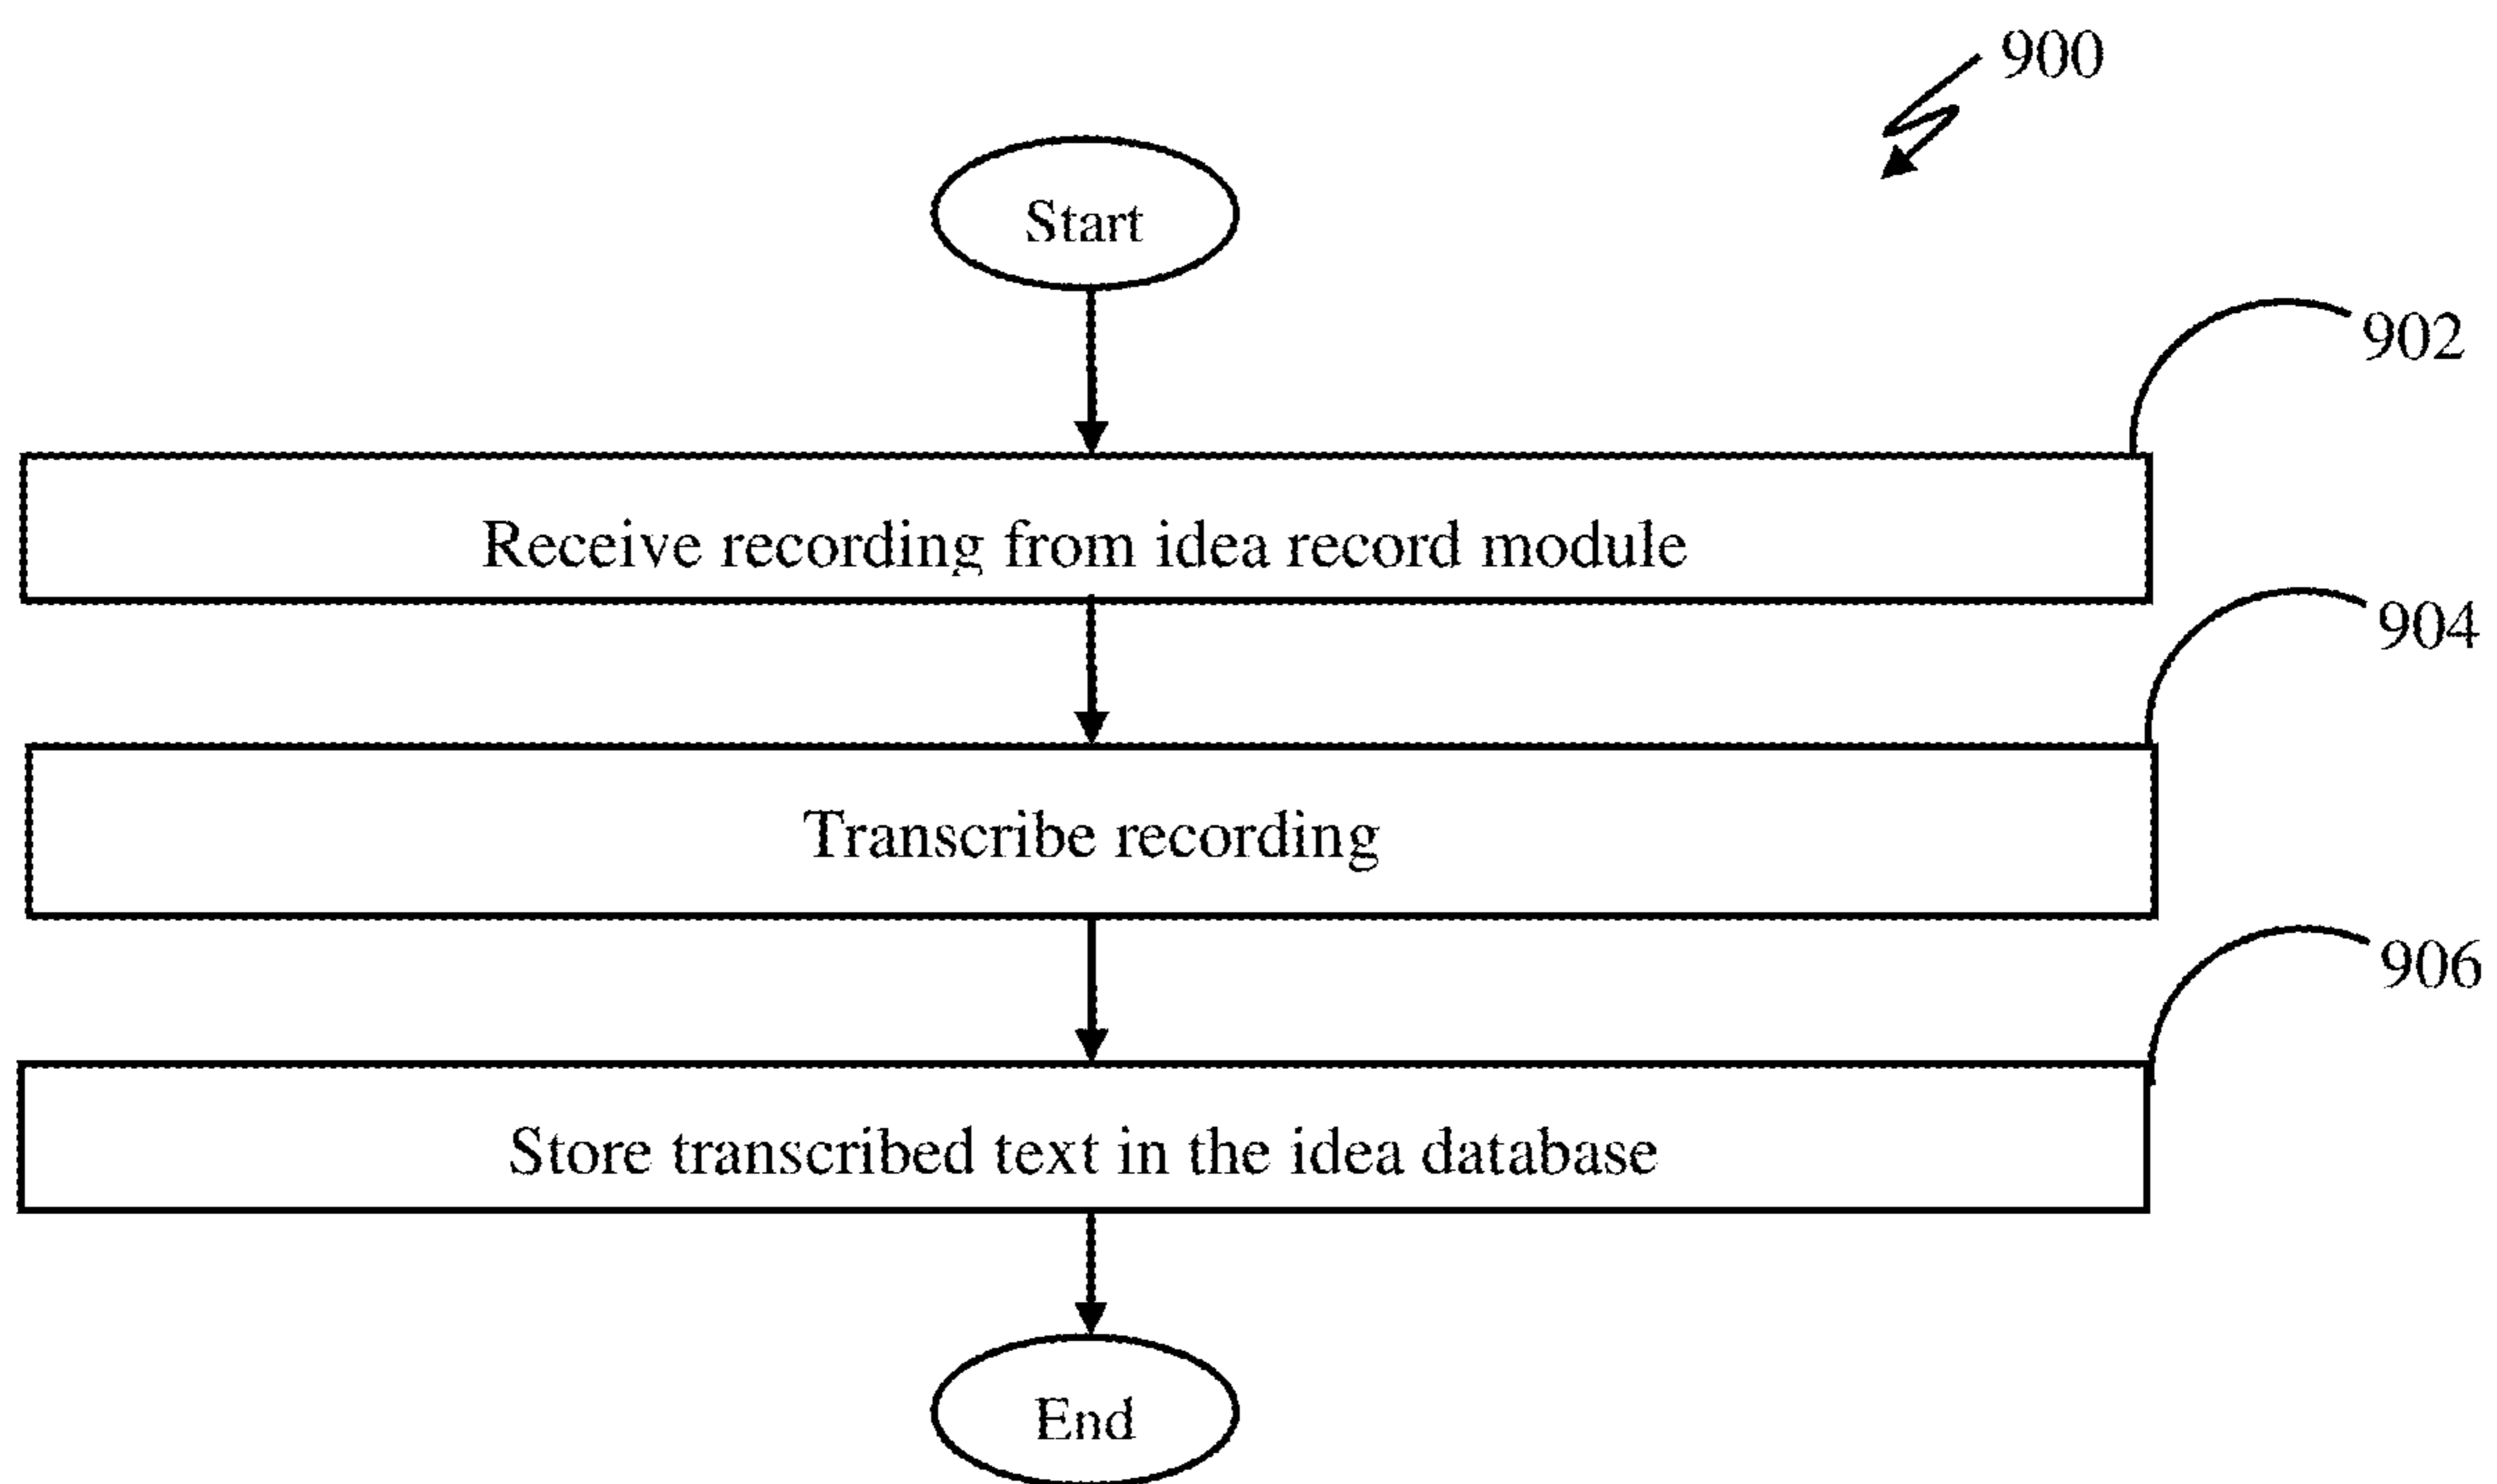 900
Start
902
Receive recording from idea record module
904
Transcribe recording
906
Store transcribed text in the idea database
End